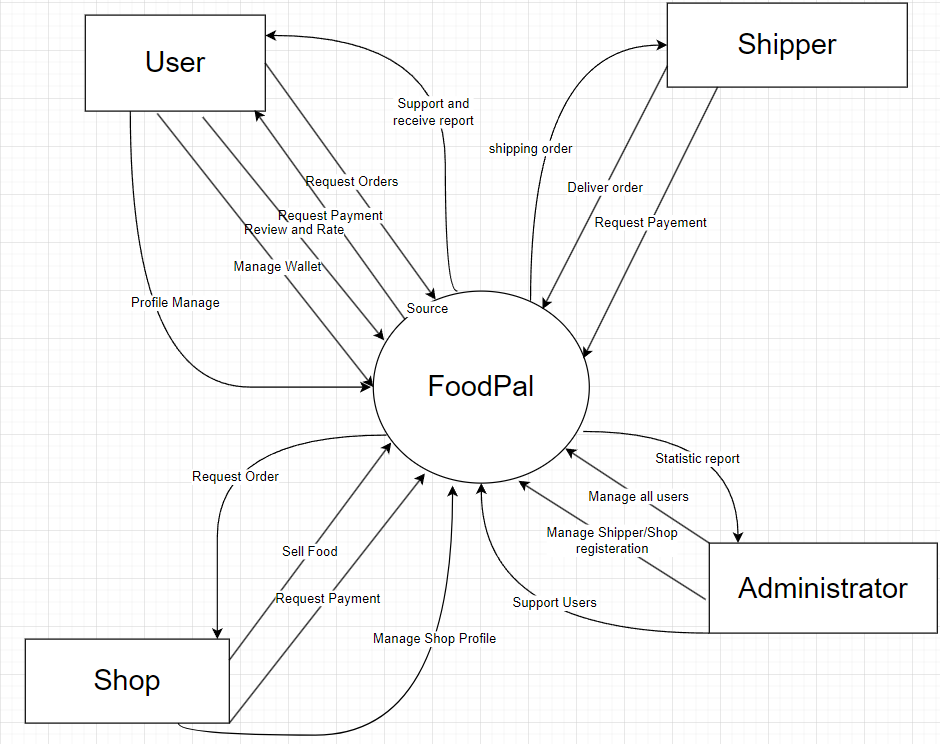 User
Shipper
Support and
receive report
shipping order
Request Orders
Deliver order
Request Payment
Request Payement
Review and Rate
Manage Wallet
Profile Manage
Source
FoodPal
Request Order
Statistic report
Manage all users
Manage Shipper/Shop
registeration
Sell Food
Request Payment
Support Users
Administrator
Manage Shop Profile
Shop